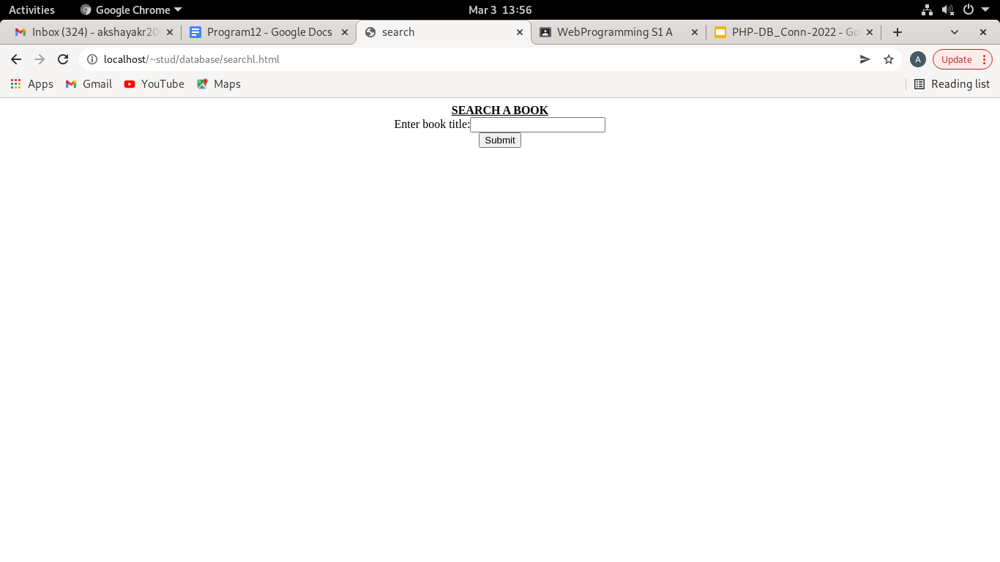 Activities Google Chrome Mar 3 13:56
Inbox (324) - akshayakr20 Program12 - Google Docs search WebProgramming S1 A PHP-DB_Conn-2022 - Go
localhost/~stud/database/searchl.html A Update
Apps Gmail YouTube Maps Reading list
SEARCH A BOOK
Enter book title:
Submit